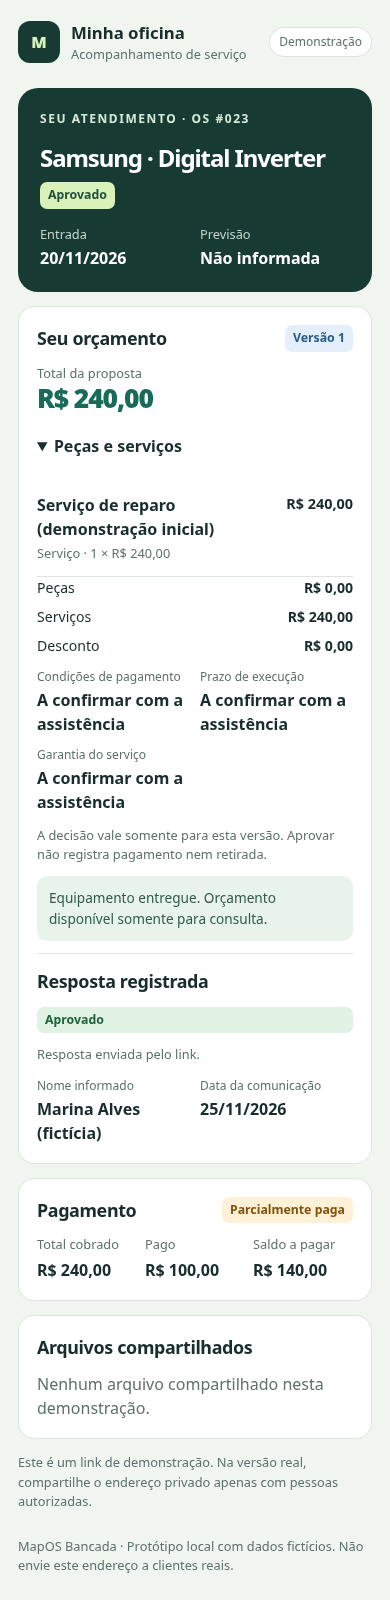 M
Minha oficina
Acompanhamento de serviço
Demonstração
SEU ATENDIMENTO · OS #023
Samsung · Digital Inverter
Aprovado
Entrada
Previsão
20/11/2026
Não informada
Seu orçamento
Versão 1
Total da proposta
R$ 240,00
▼ Peças e serviços
Serviço de reparo
(demonstração inicial)
R$ 240,00
Serviço · 1 × R$ 240,00
Peças
R$ 0,00
Serviços
R$ 240,00
Desconto
R$ 0,00
Condições de pagamento
A confirmar com a
assistência
Prazo de execução
A confirmar com a
assistência
Garantia do serviço
A confirmar com a
assistência
A decisão vale somente para esta versão. Aprovar
não registra pagamento nem retirada.
Equipamento entregue. Orçamento
disponível somente para consulta.
Resposta registrada
Aprovado
Resposta enviada pelo link.
Nome informado
Marina Alves
(fictícia)
Data da comunicação
25/11/2026
Pagamento
Parcialmente paga
Total cobrado
R$ 240,00
Pago
R$ 100,00
Saldo a pagar
R$ 140,00
Arquivos compartilhados
Nenhum arquivo compartilhado nesta
demonstração.
Este é um link de demonstração. Na versão real,
compartilhe o endereço privado apenas com pessoas
autorizadas.
MapOS Bancada · Protótipo local com dados fictícios. Não
envie este endereço a clientes reais.